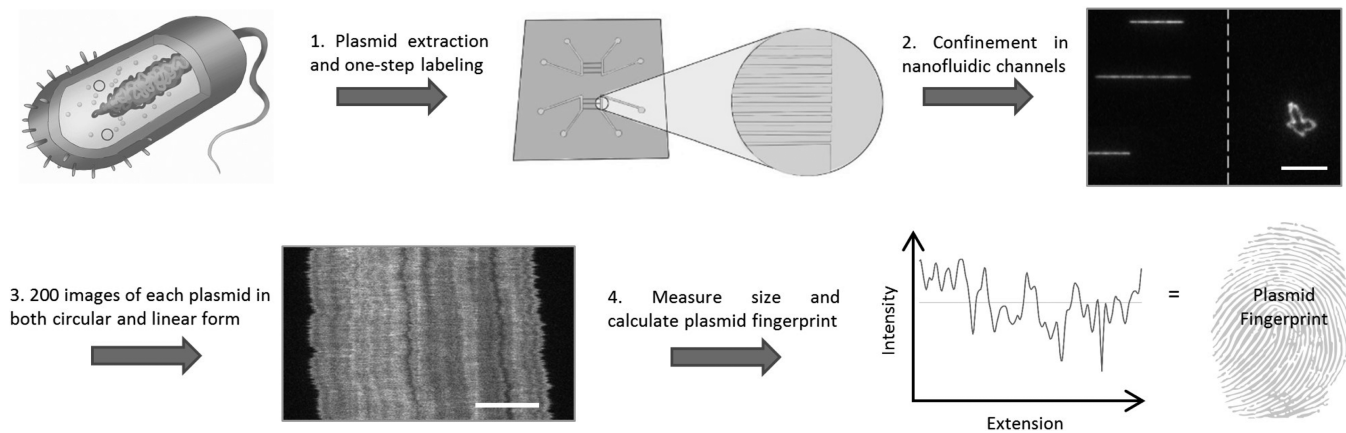 1. Plasmid extraction
and one-step labeling
2. Confinement in
nanofluidic channels
3. 200 images of each plasmid in
both circular and linear form
4. Measure size and
calculate plasmid fingerprint
Intensity
Extension
=
Plasmid
Fingerprint